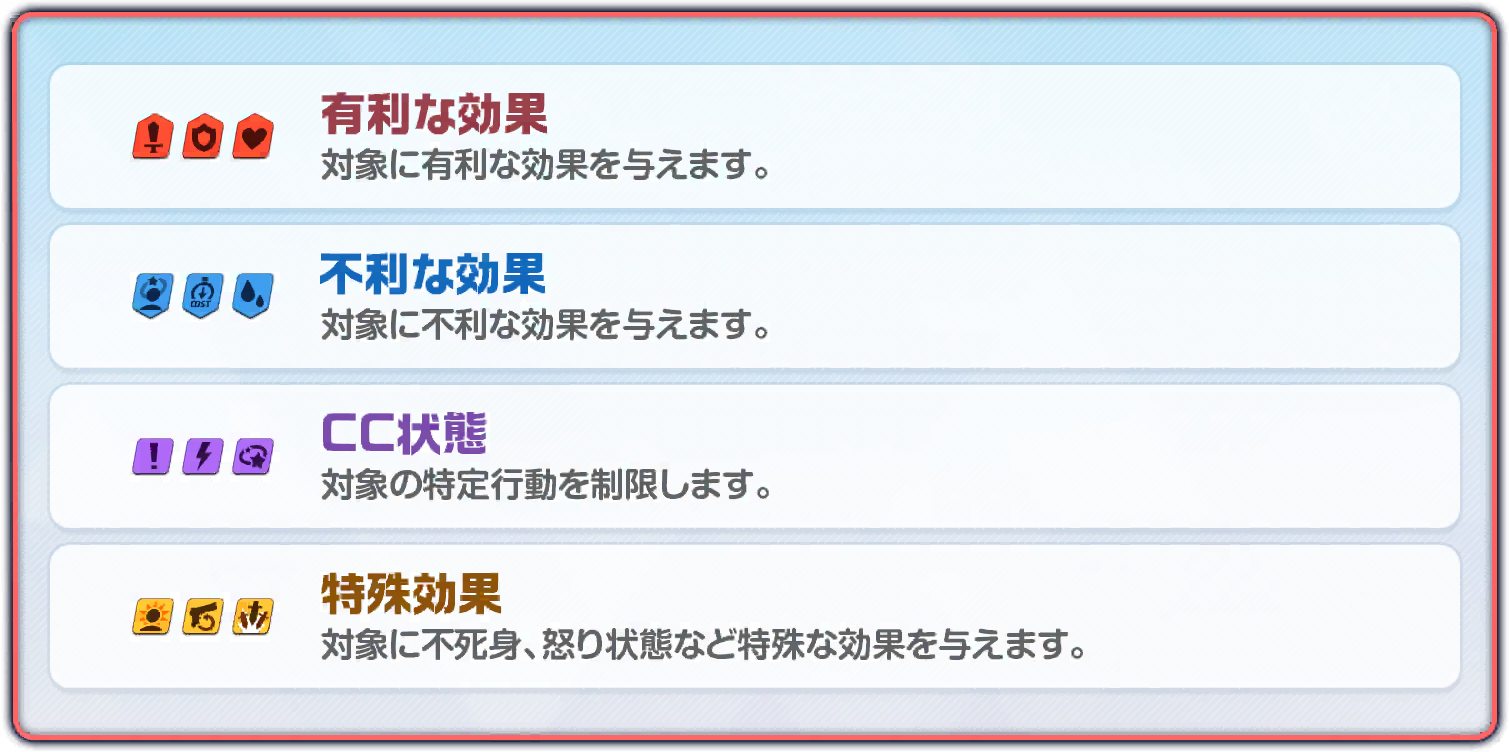 有利な効果
対象に有利な効果を与えます。
不利な効果
対象に不利な効果を与えます。
COST
CC状態
対象の特定行動を制限します。
特殊効果
対象に不死身、怒り状態など特殊な効果を与えます。